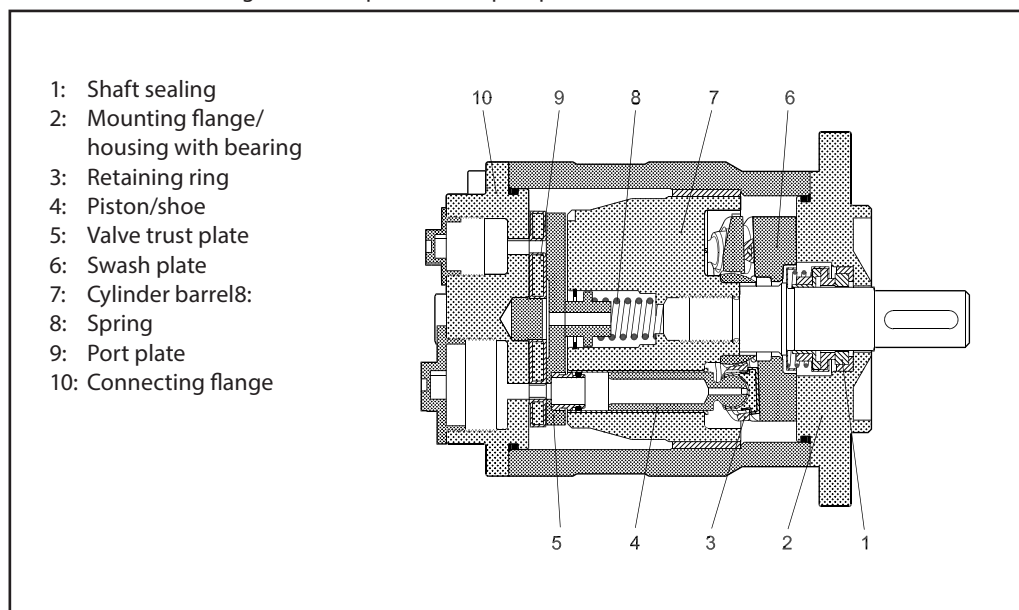 1: Shaft sealing
2: Mounting flange/
housing with bearing
3: Retaining ring
4: Piston/shoe
5: Valve trust plate
6: Swash plate
7: Cylinder barrel8:
8: Spring
9: Port plate
10: Connecting flange
10 9 8 7 6
5 4 3 2 1